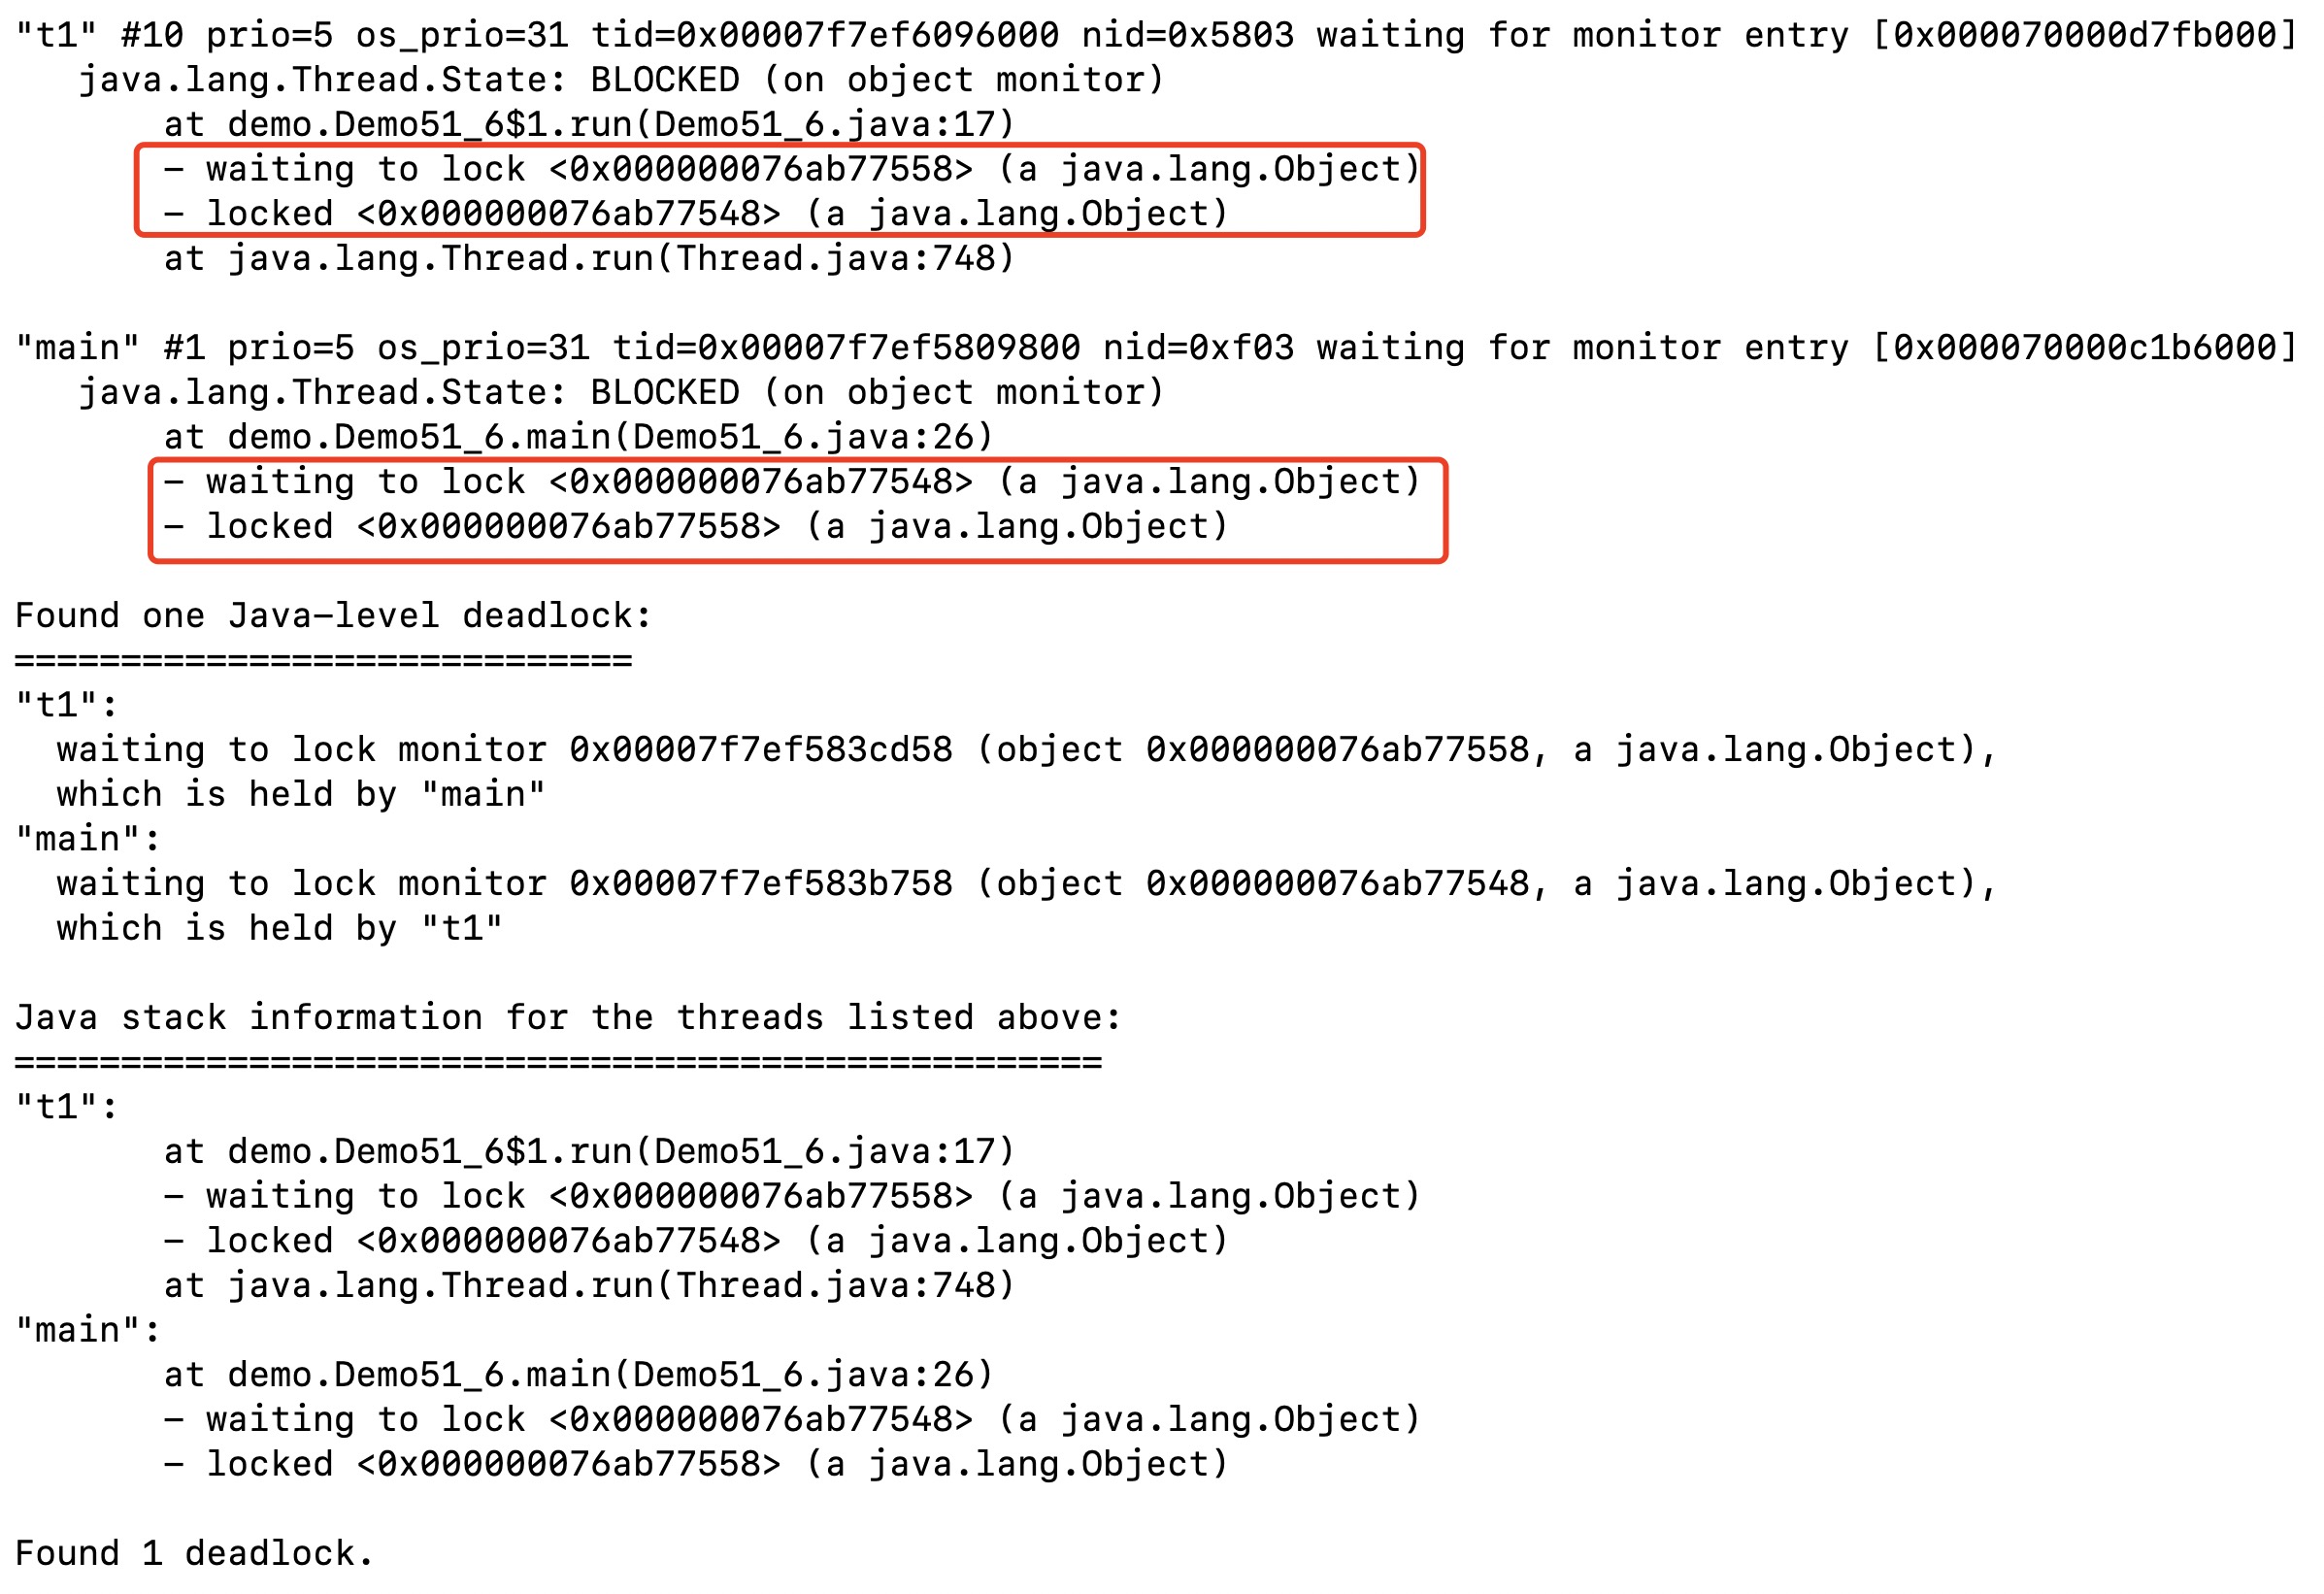 "t1" #10 prio=5 os_prio=31 tid=0x00007f7ef6096000 nid=0x5803 waiting for monitor entry [0x000070000d7fb000]
java.lang.Thread.State: BLOCKED (on object monitor)
at demo.Demo51_6$1.run(Demo51_6.java:17)
- waiting to lock <0x000000076ab77558> (a java.lang.Object)
- locked <0x000000076ab77548> (a java.lang.Object)
at java.lang.Thread.run(Thread.java:748)
"main" #1 prio=5 os_prio=31 tid=0x00007f7ef5809800 nid=0xf03 waiting for monitor entry [0x000070000c1b6000]
java.lang.Thread.State: BLOCKED (on object monitor)
at demo.Demo51_6.main(Demo51_6.java:26)
- waiting to lock <0x000000076ab77548> (a java.lang.Object)
- locked <0x000000076ab77558> (a java.lang.Object)
Found one Java-level deadlock:
=============================
"t1":
waiting to lock monitor 0x00007f7ef583cd58 (object 0x000000076ab77558, a java.lang.Object),
which is held by "main"
"main":
waiting to lock monitor 0x00007f7ef583b758 (object 0x000000076ab77548, a java.lang.Object),
which is held by "t1"
Java stack information for the threads listed above:
===================================================
"t1":
at demo.Demo51_6$1.run(Demo51_6.java:17)
- waiting to lock <0x000000076ab77558> (a java.lang.Object)
- locked <0x000000076ab77548> (a java.lang.Object)
at java.lang.Thread.run(Thread.java:748)
"main":
at demo.Demo51_6.main(Demo51_6.java:26)
- waiting to lock <0x000000076ab77548> (a java.lang.Object)
- locked <0x000000076ab77558> (a java.lang.Object)
Found 1 deadlock.